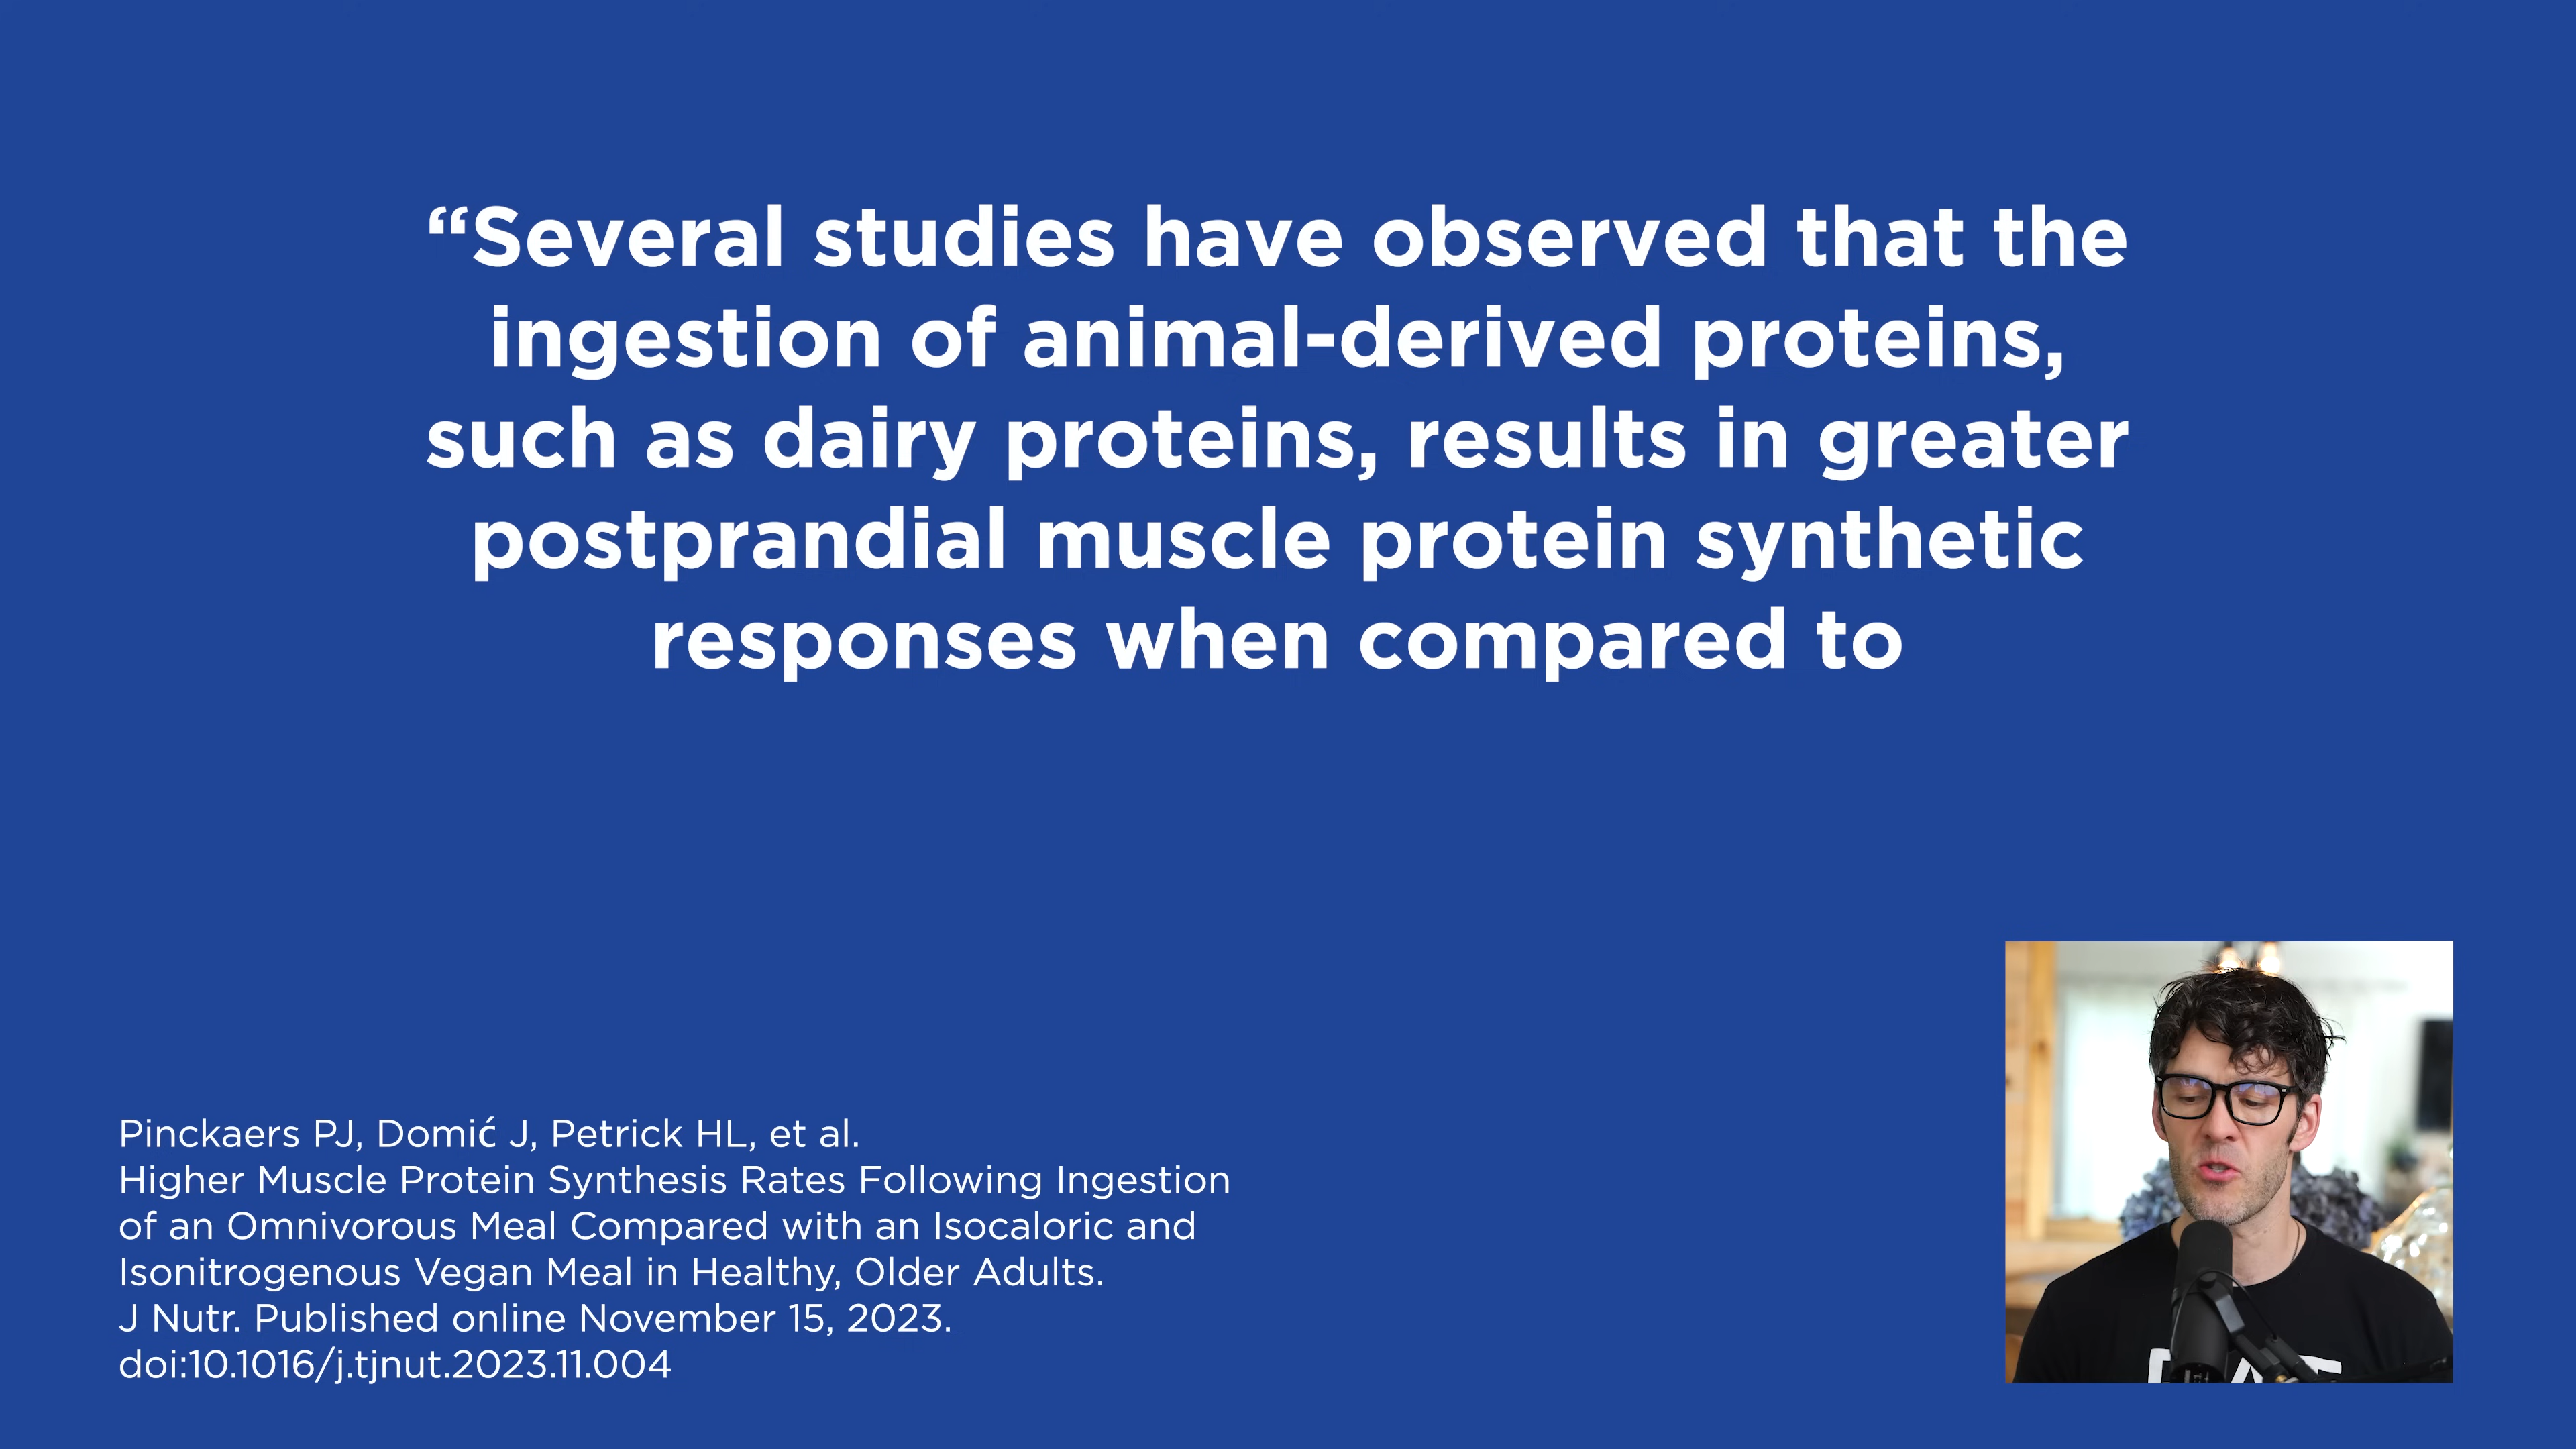 “Several studies have observed that the
ingestion of animal-derived proteins,
such as dairy proteins, results in greater
postprandial muscle protein synthetic
responses when compared to
Pinckaers PJ, Domić J, Petrick HL, et al.
Higher Muscle Protein Synthesis Rates Following Ingestion
of an Omnivorous Meal Compared with an Isocaloric and
Isonitrogenous Vegan Meal in Healthy, Older Adults.
J Nutr. Published online November 15, 2023.
doi:10.1016/j.tjnut.2023.11.004